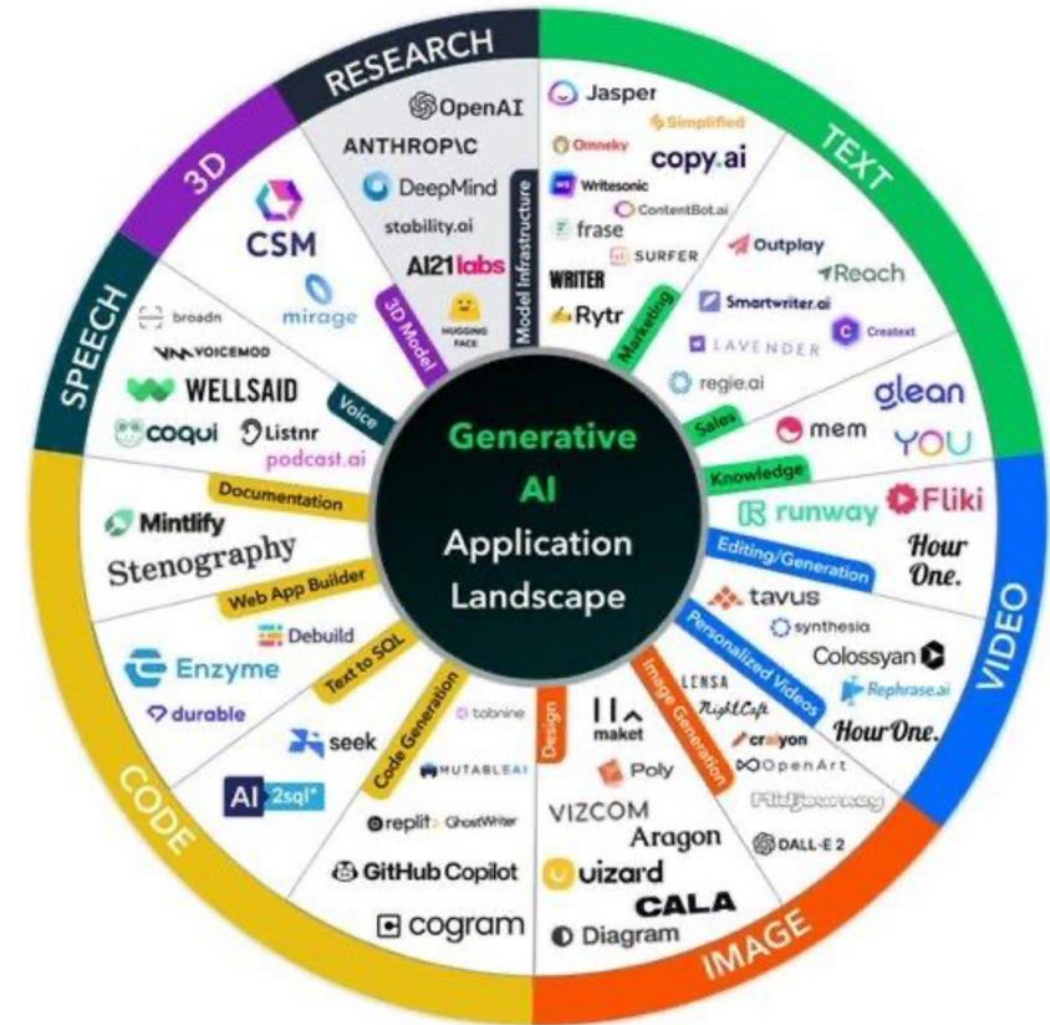 Generative
AI
Application
Landscape
RESEARCH
OpenAI
ANTHROP\C
DeepMind
stability.ai
AI21labs
HUGGING
FACE
Model Infrastructure
TEXT
Jasper
Simplified
Omneky
copy.ai
Writesonic
ContentBot.ai
frase
SURFER
WRITER
Rytr
Marketing
Outplay
Reach
Smartwriter.ai
Creatext
LAVENDER
regie.ai
Sales
glean
mem
YOU
Knowledge
VIDEO
runway
Fliki
Hour
One.
Editing/Generation
tavus
synthesia
Colossyan
Rephrase.ai
HourOne.
Personalized Videos
IMAGE
LENSA
NightCafe
craiyon
OpenArt
Midjourney
DALL·E 2
Image Generation
maket
Poly
VIZCOM
Aragon
uizard
CALA
Diagram
Design
CODE
tabnine
MUTABLEAI
replit: GhostWriter
GitHub Copilot
cogram
Code Generation
seek
AI 2sql*
Text to SQL
Debuild
Enzyme
durable
Web App Builder
Mintlify
Stenography
Documentation
SPEECH
broadn
VOICEMOD
WELLSAID
coqui
Listnr
podcast.ai
Voice
3D
CSM
mirage
3D Model